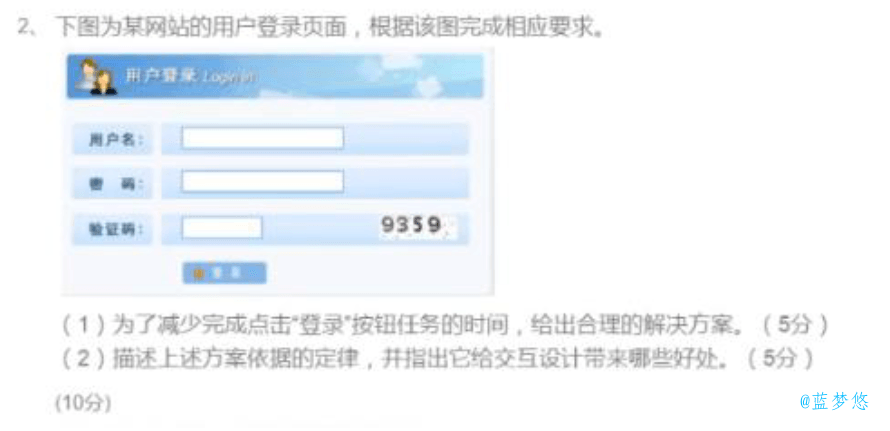 2、下图为某网站的用户登录页面，根据该图完成相应要求。
用户登录 Login in
用户名：
密 码：
验证码：
9359
登 录
（1）为了减少完成点击“登录”按钮任务的时间，给出合理的解决方案。（5分）
（2）描述上述方案依据的定律，并指出它给交互设计带来哪些好处。（5分）
(10分)
@蓝梦悠